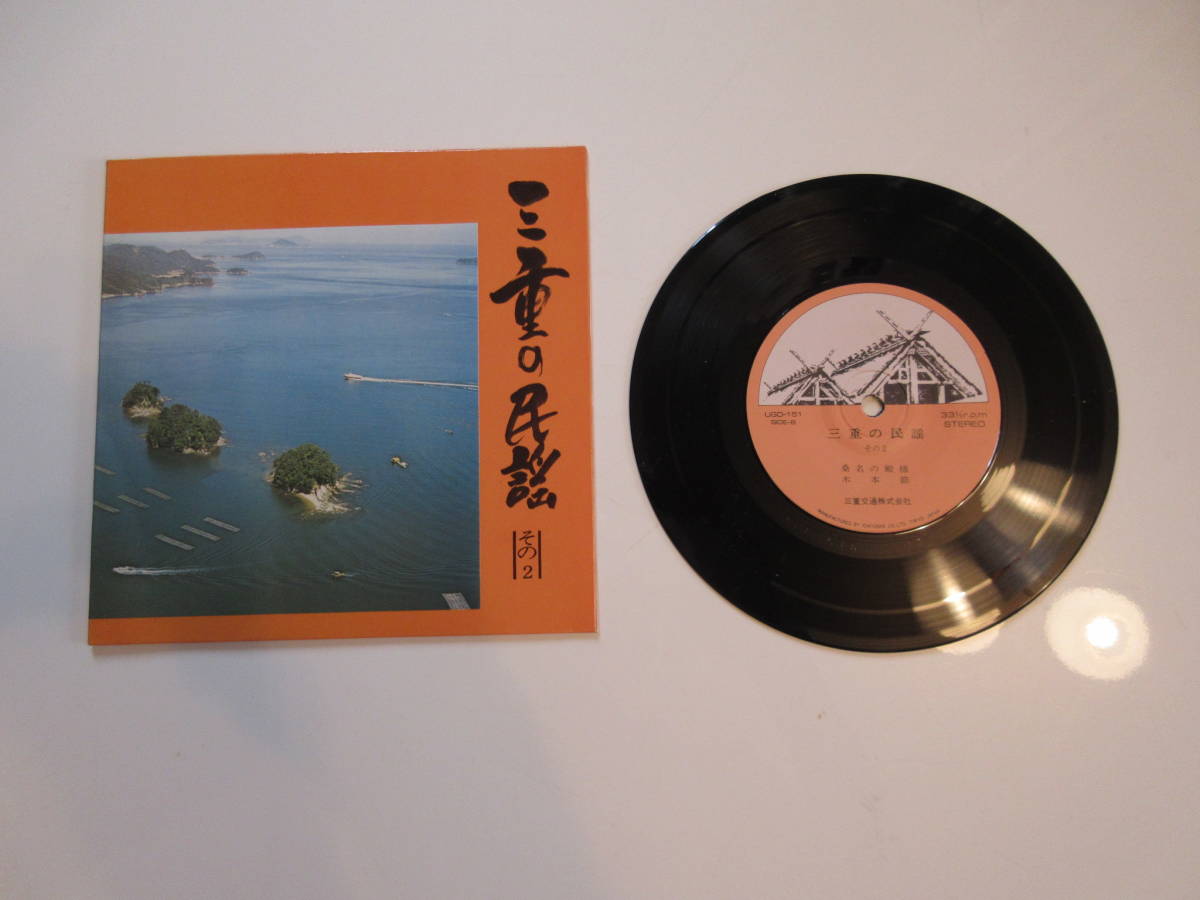 三重の民謡
その2
UGD-151
SIDE-B
33⅓r.p.m
STEREO
三重の民謡
その2
桑名の殿様
木本節
三重交通株式会社